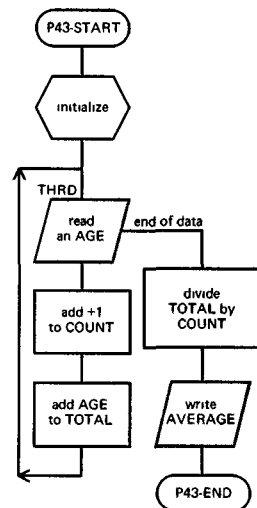 P43-START
initialize
THRD
read
an AGE
end of data
add +1
to COUNT
add AGE
to TOTAL
divide
TOTAL by
COUNT
write
AVERAGE
P43-END